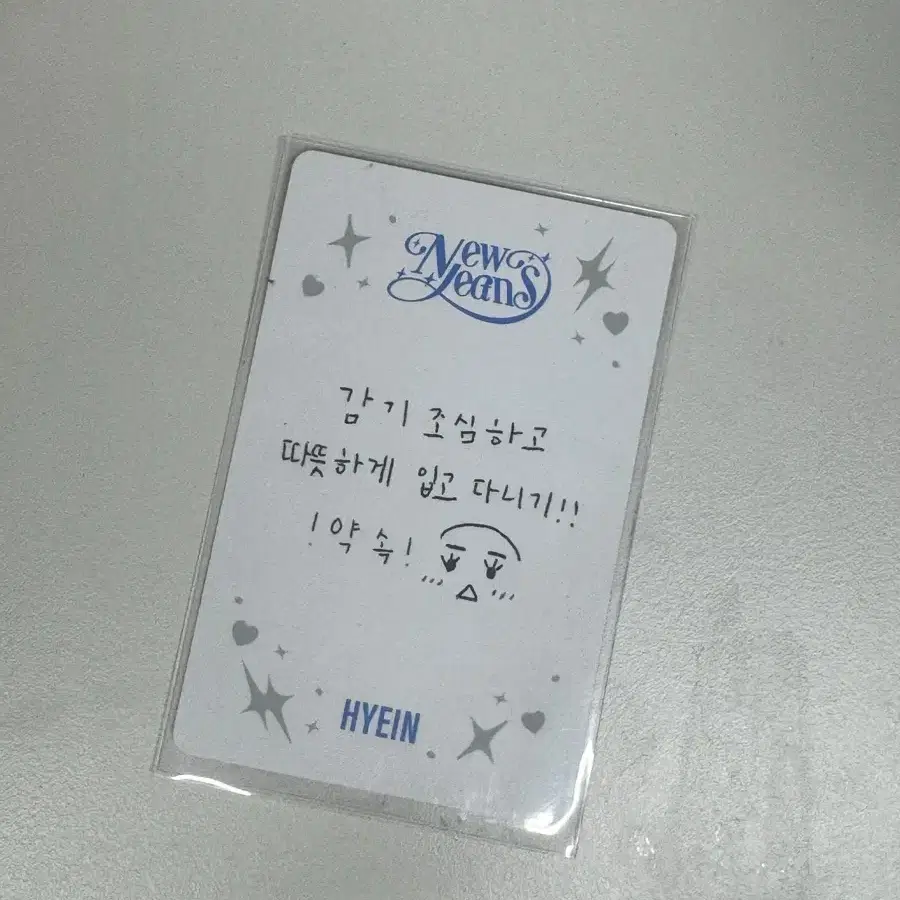 NewJeans
감기 조심하고
따뜻하게 입고 다니기!!
!약속!
HYEIN